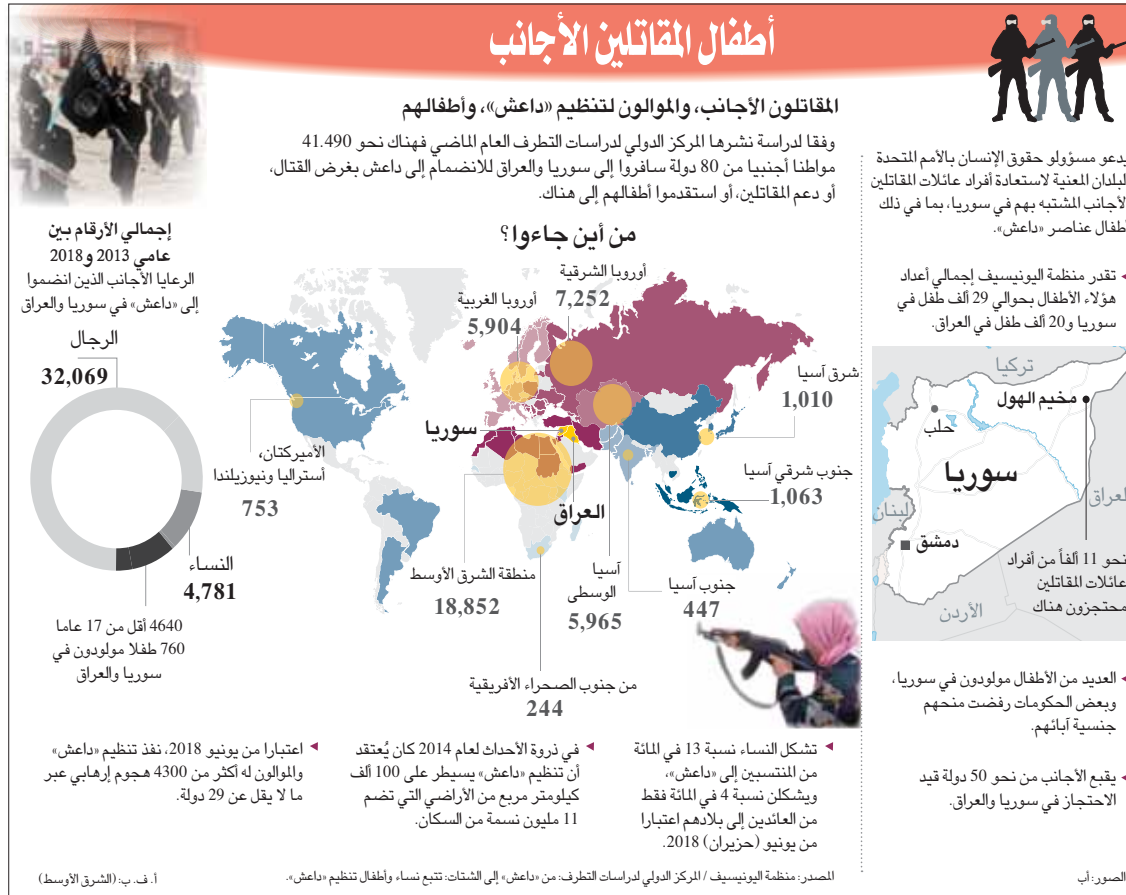 أطفال المقاتلين الأجانب
يدعو مسؤولو حقوق الإنسان بالأمم المتحدة
البلدان المعنية لاستعادة أفراد عائلات المقاتلين
الأجانب المشتبه بهم في سوريا، بما في ذلك
أطفال عناصر «داعش».
تقدر منظمة اليونيسيف إجمالي أعداد
هؤلاء الأطفال بحوالي 29 ألف طفل في
سوريا و20 ألف طفل في العراق.
تركيا
مخيم الهول
حلب
سوريا
العراق
لبنان
دمشق
نحو 11 ألفاً من أفراد
عائلات المقاتلين
محتجزون هناك
الأردن
العديد من الأطفال مولودون في سوريا،
وبعض الحكومات رفضت منحهم
جنسية آبائهم.
يقبع الأجانب من نحو 50 دولة قيد
الاحتجاز في سوريا والعراق.
المقاتلون الأجانب، والموالون لتنظيم «داعش»، وأطفالهم
وفقا لدراسة نشرها المركز الدولي لدراسات التطرف العام الماضي فهناك نحو 41.490
مواطنا أجنبيا من 80 دولة سافروا إلى سوريا والعراق للانضمام إلى داعش بغرض القتال،
أو دعم المقاتلين، أو استقدموا أطفالهم إلى هناك.
من أين جاءوا؟
أوروبا الشرقية
7,252
أوروبا الغربية
5,904
شرق آسيا
1,010
سوريا
الأميركتان،
أستراليا ونيوزيلندا
753
جنوب شرقي آسيا
1,063
العراق
منطقة الشرق الأوسط
18,852
آسيا
الوسطى
5,965
جنوب آسيا
447
من جنوب الصحراء الأفريقية
244
إجمالي الأرقام بين
عامي 2013 و2018
الرعايا الأجانب الذين انضموا
إلى «داعش» في سوريا والعراق
الرجال
32,069
النساء
4,781
4640 أقل من 17 عاما
760 طفلا مولودون في
سوريا والعراق
تشكل النساء نسبة 13 في المائة
من المنتسبين إلى «داعش»،
ويشكلن نسبة 4 في المائة فقط
من العائدين إلى بلادهم اعتبارا
من يونيو (حزيران) 2018.
في ذروة الأحداث لعام 2014 كان يُعتقد
أن تنظيم «داعش» يسيطر على 100 ألف
كيلومتر مربع من الأراضي التي تضم
11 مليون نسمة من السكان.
اعتبارا من يونيو 2018، نفذ تنظيم «داعش»
والموالون له أكثر من 4300 هجوم إرهابي عبر
ما لا يقل عن 29 دولة.
الصور: أب
المصدر: منظمة اليونيسيف / المركز الدولي لدراسات التطرف: من «داعش» إلى الشتات: تتبع نساء وأطفال تنظيم «داعش».
أ. ف. ب: (الشرق الأوسط)